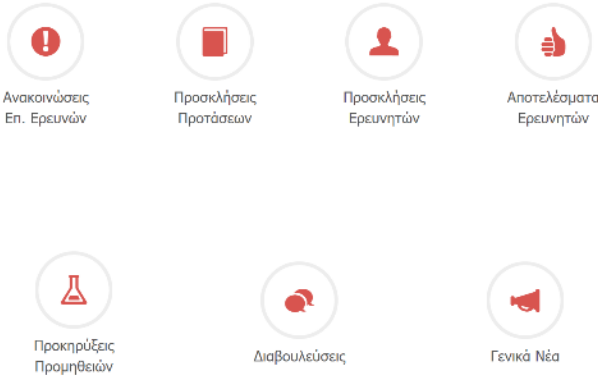 Ανακοινώσεις
Επ. Ερευνών
Προσκλήσεις
Προτάσεων
Προσκλήσεις
Ερευνητών
Αποτελέσματα
Ερευνητών
Προκηρύξεις
Προμηθειών
Διαβουλεύσεις
Γενικά Νέα